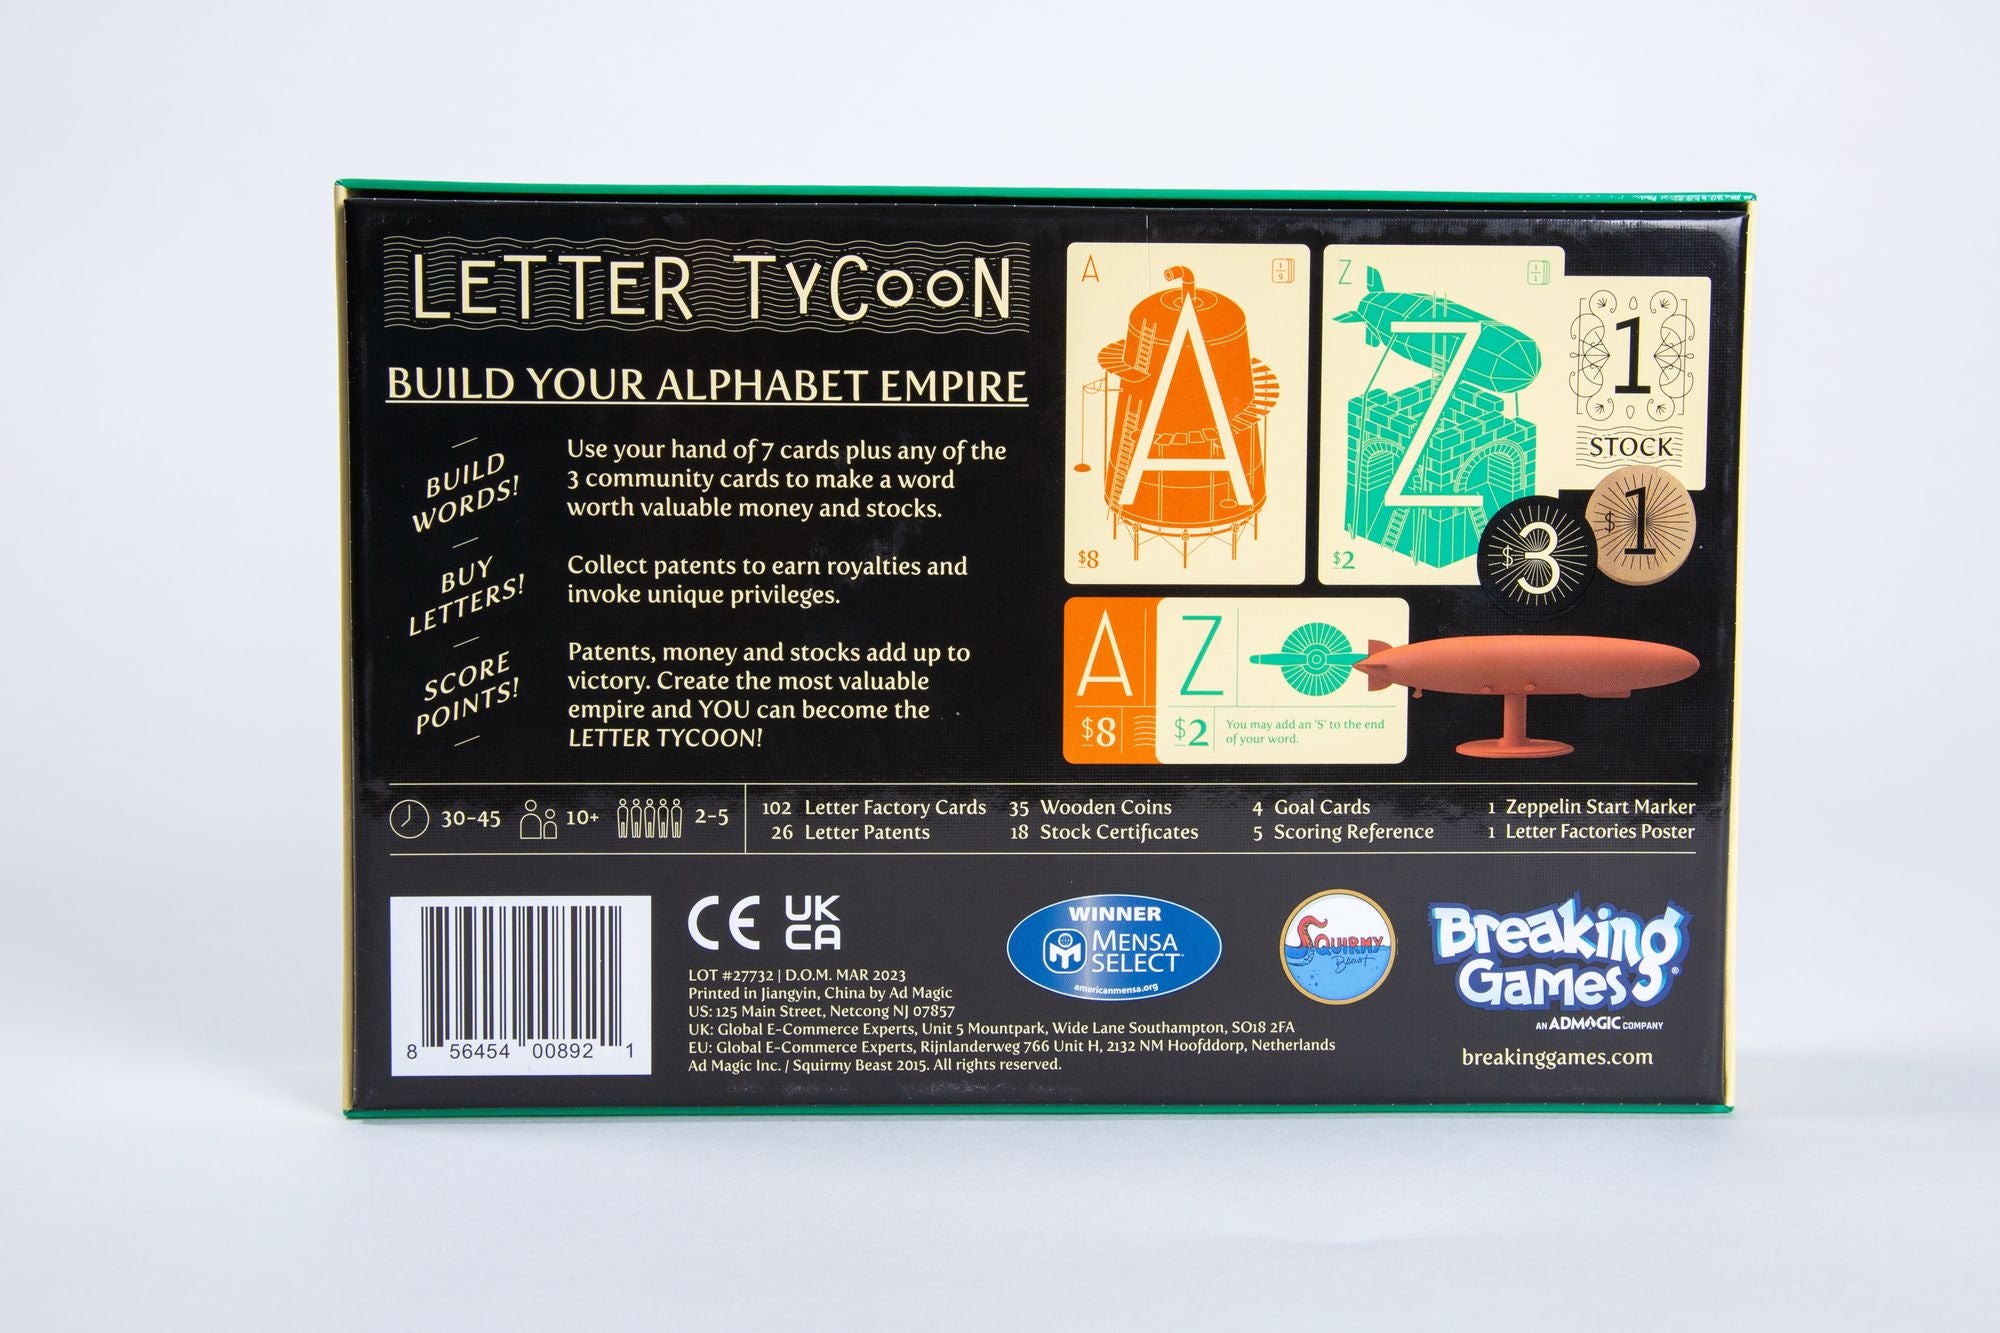 LETTER TYCOON
BUILD YOUR ALPHABET EMPIRE
BUILD
WORDS!
Use your hand of 7 cards plus any of the
3 community cards to make a word
worth valuable money and stocks.
BUY
LETTERS!
Collect patents to earn royalties and
invoke unique privileges.
SCORE
POINTS!
Patents, money and stocks add up to
victory. Create the most valuable
empire and YOU can become the
LETTER TYCOON!
A
1
9
A
$8
Z
1
1
Z
$2
1
STOCK
$3
$1
A
$8
Z
$2
You may add an 'S' to the end
of your word.
30-45
10+
2-5
102 Letter Factory Cards
26 Letter Patents
35 Wooden Coins
18 Stock Certificates
4 Goal Cards
5 Scoring Reference
1 Zeppelin Start Marker
1 Letter Factories Poster
8 56454 00892 1
CE
UK
CA
LOT #27732 | D.O.M. MAR 2023
Printed in Jiangyin, China by Ad Magic
US: 125 Main Street, Netcong NJ 07857
UK: Global E-Commerce Experts, Unit 5 Mountpark, Wide Lane Southampton, SO18 2FA
EU: Global E-Commerce Experts, Rijnlanderweg 766 Unit H, 2132 NM Hoofddorp, Netherlands
Ad Magic Inc. / Squirmy Beast 2015. All rights reserved.
WINNER
MENSA
SELECT
americanmensa.org
SQUIRMY
Beast
Breaking
Games®
AN ADMAGIC COMPANY
breakinggames.com